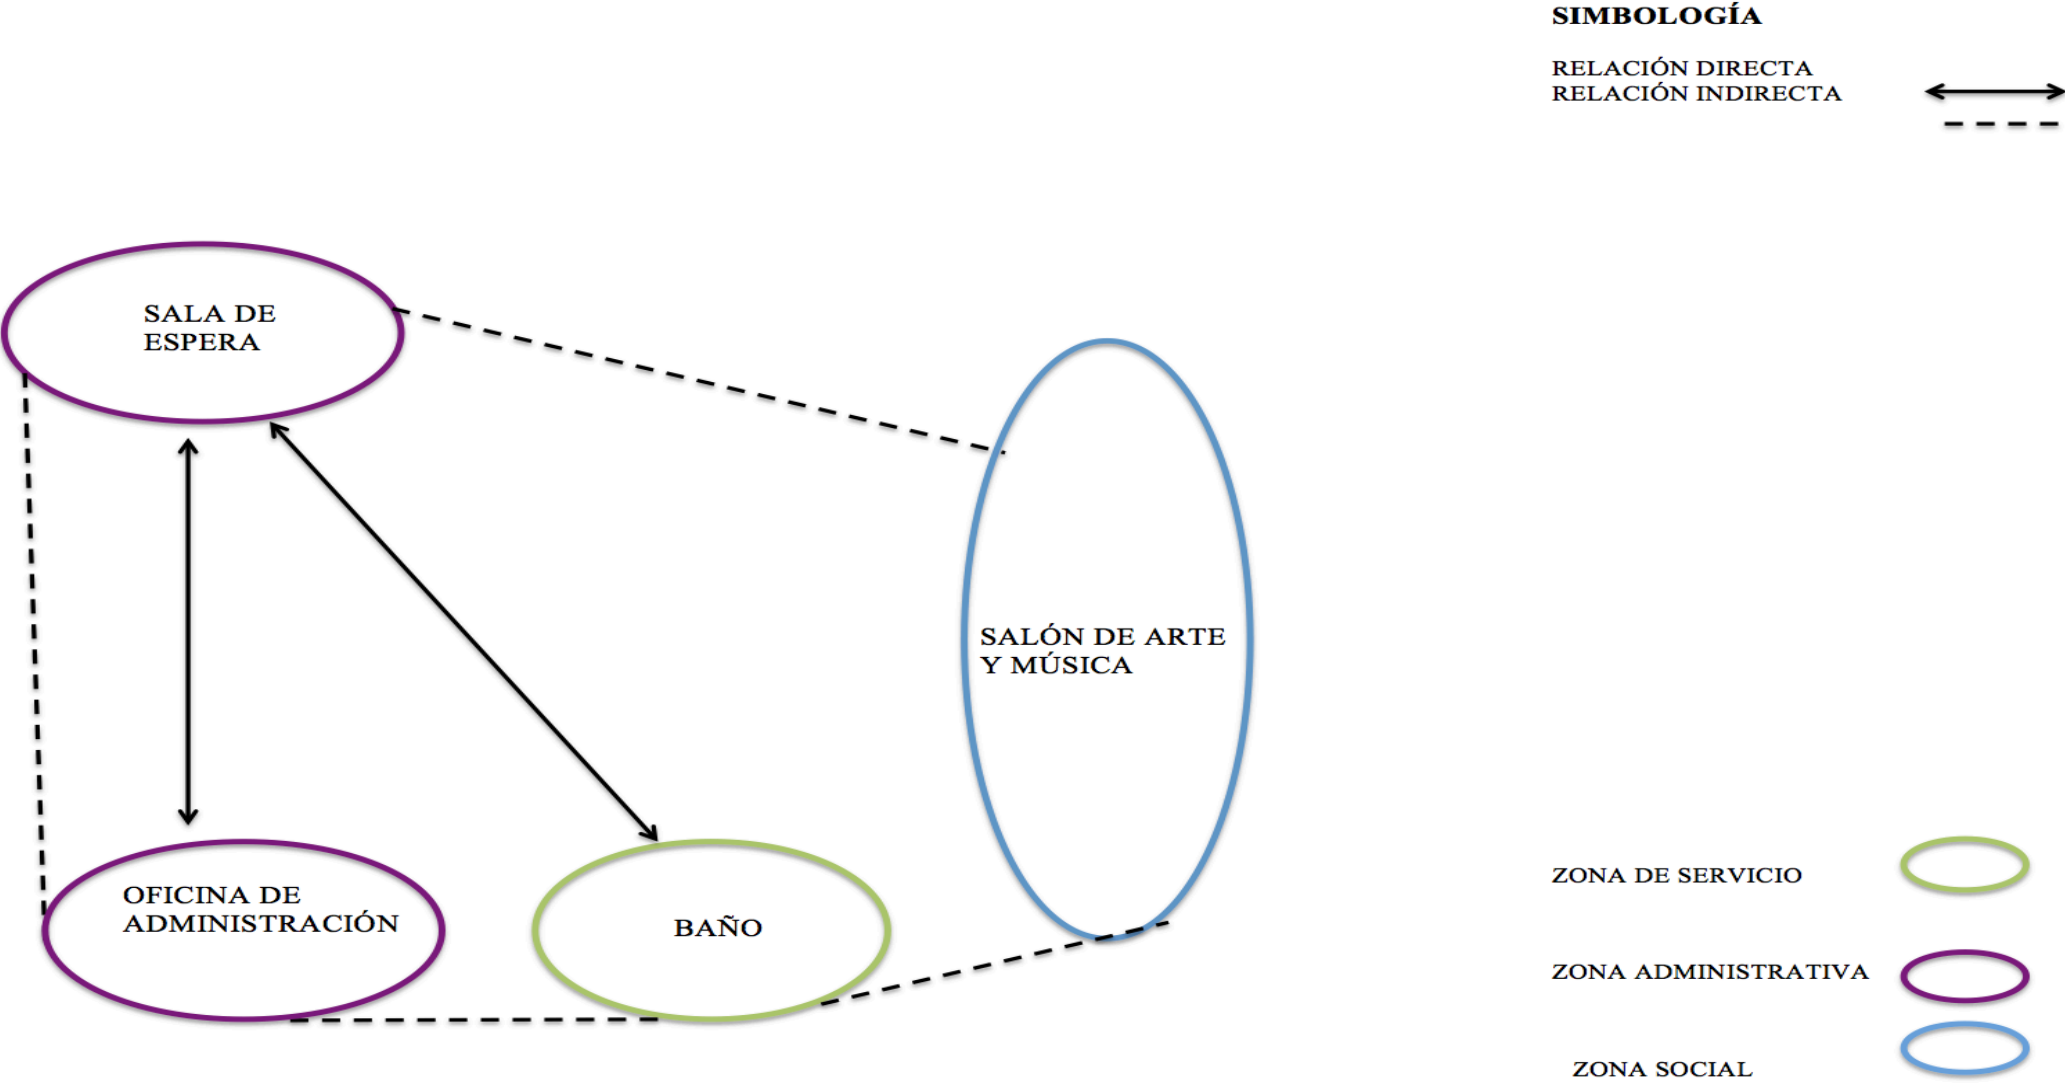 SIMBOLOGÍA
RELACIÓN DIRECTA
RELACIÓN INDIRECTA
SALA DE
ESPERA
SALÓN DE ARTE
Y MÚSICA
OFICINA DE
ADMINISTRACIÓN
BAÑO
ZONA DE SERVICIO
ZONA ADMINISTRATIVA
ZONA SOCIAL